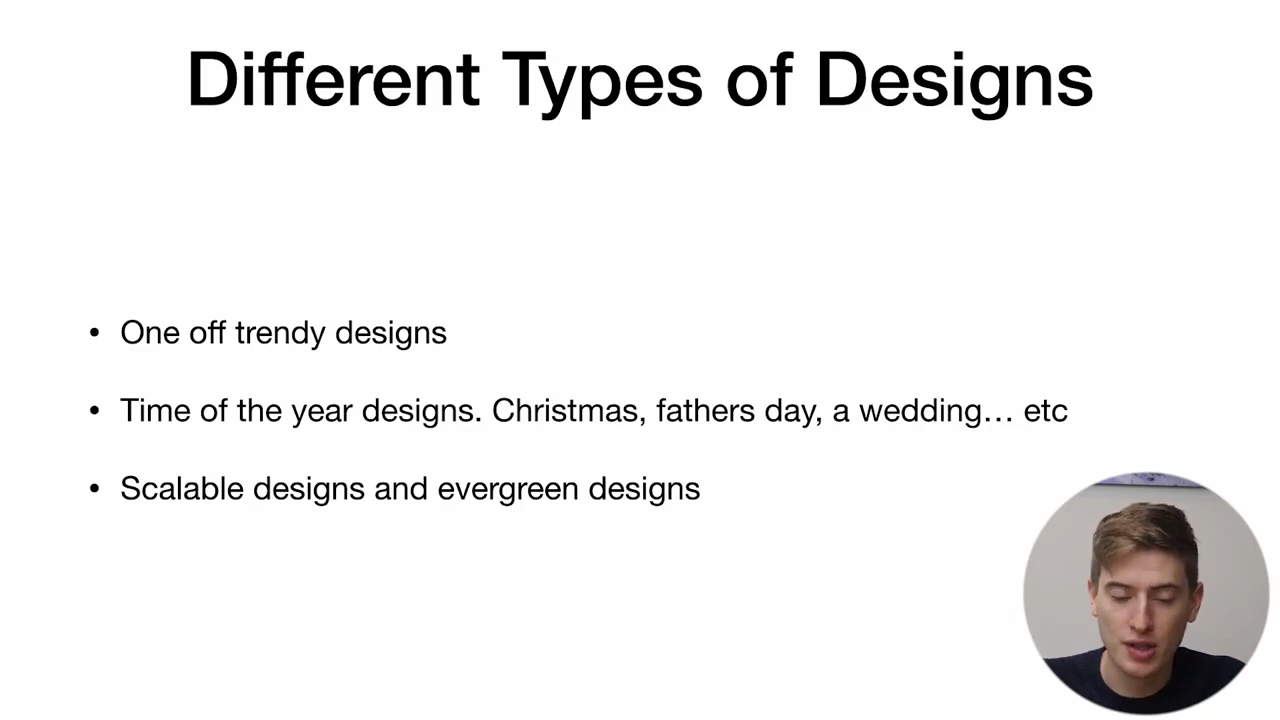 Different Types of Designs
• One off trendy designs
• Time of the year designs. Christmas, fathers day, a wedding… etc
• Scalable designs and evergreen designs